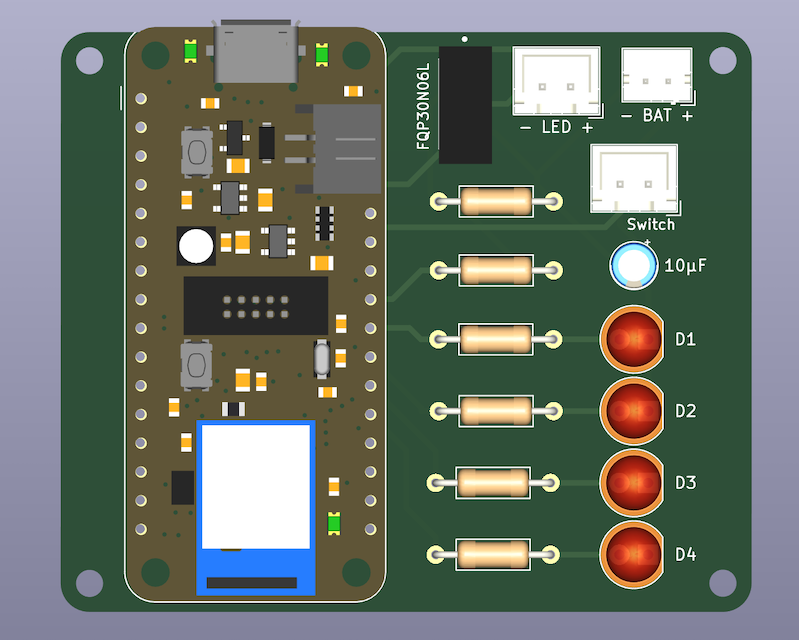 FQP30N06L
- LED +
- BAT +
Switch
+
10µF
D1
D2
D3
D4